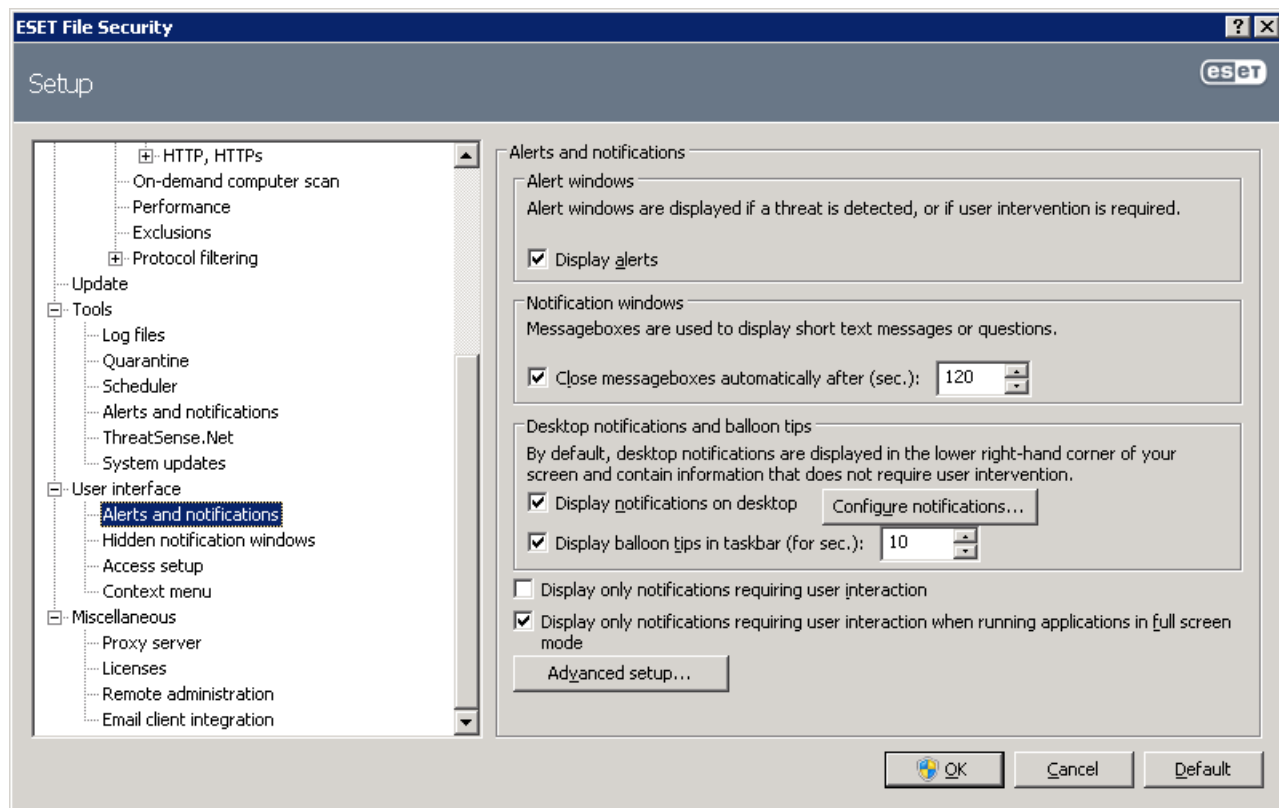 ESET File Security
Setup
eseT
HTTP, HTTPs
On-demand computer scan
Performance
Exclusions
Protocol filtering
Update
Tools
Log files
Quarantine
Scheduler
Alerts and notifications
ThreatSense.Net
System updates
User interface
Alerts and notifications
Hidden notification windows
Access setup
Context menu
Miscellaneous
Proxy server
Licenses
Remote administration
Email client integration
Alerts and notifications
Alert windows
Alert windows are displayed if a threat is detected, or if user intervention is required.
Display alerts
Notification windows
Messageboxes are used to display short text messages or questions.
Close messageboxes automatically after (sec.): 120
Desktop notifications and balloon tips
By default, desktop notifications are displayed in the lower right-hand corner of your
screen and contain information that does not require user intervention.
Display notifications on desktop Configure notifications...
Display balloon tips in taskbar (for sec.): 10
Display only notifications requiring user interaction
Display only notifications requiring user interaction when running applications in full screen
mode
Advanced setup...
OK Cancel Default